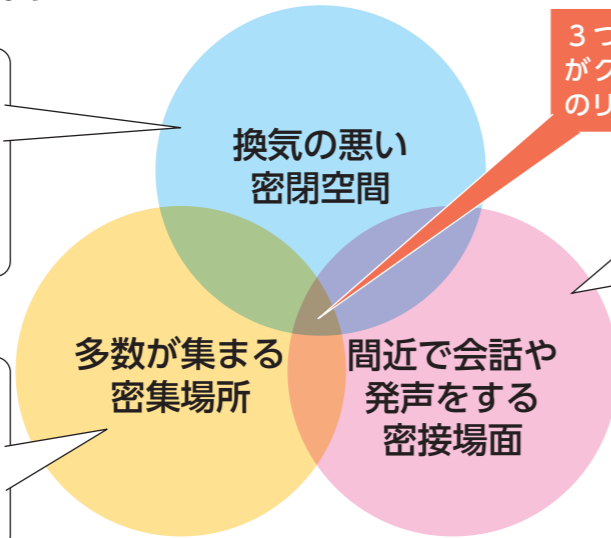 3つ
がク
のリ
換気の悪い
密閉空間
多数が集まる
密集場所
間近で会話や
発声をする
密接場面